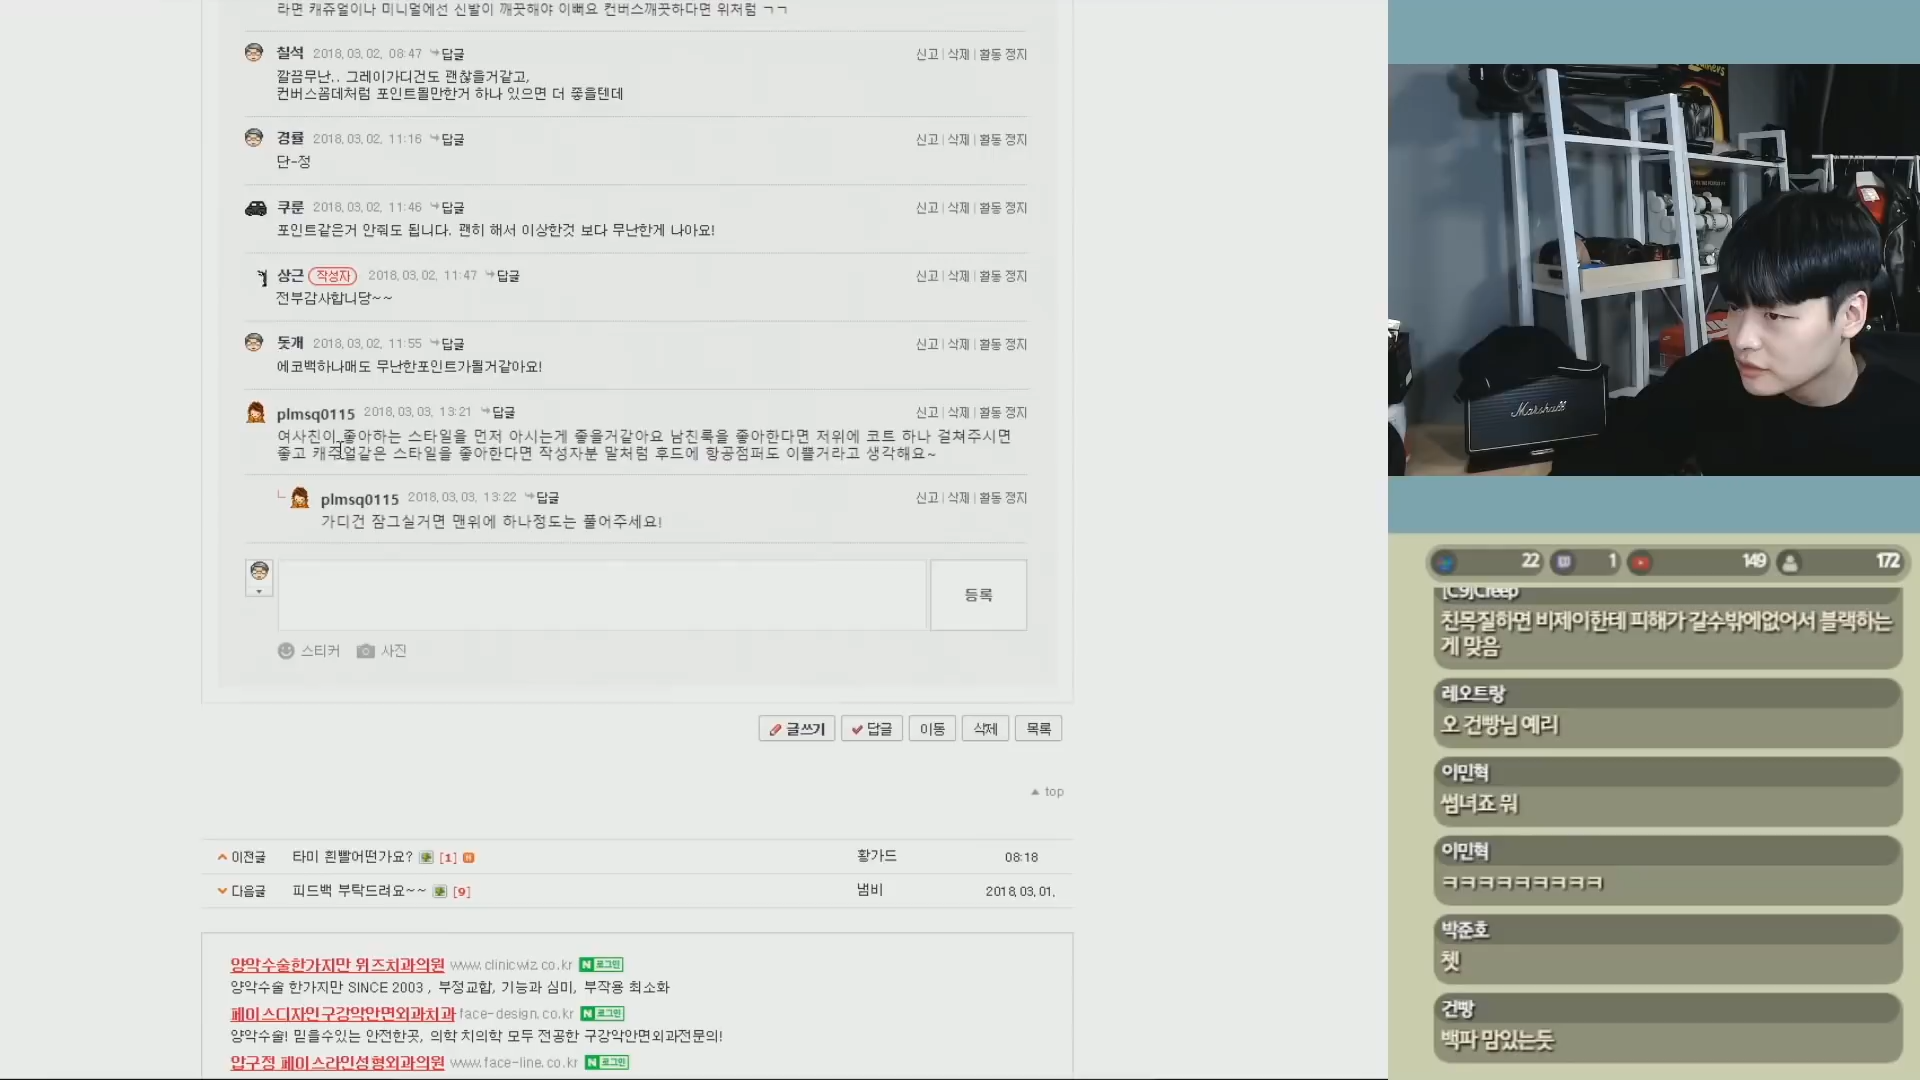 라면 캐쥬얼이나 미니멀에선 신발이 깨끗해야 이뻐요 컨버스깨끗하다면 위처럼 ㄱㄱ
칠석 2018.03.02. 08:47 답글 신고 | 삭제 | 활동 정지
깔끔무난.. 그레이가디건도 괜찮을거같고,
컨버스꼼데처럼 포인트될만한거 하나 있으면 더 좋을텐데
경률 2018.03.02. 11:16 답글 신고 | 삭제 | 활동 정지
단-정
쿠룬 2018.03.02. 11:46 답글 신고 | 삭제 | 활동 정지
포인트같은거 안줘도 됩니다. 괜히 해서 이상한것 보다 무난한게 나아요!
상근 작성자 2018.03.02. 11:47 답글 신고 | 삭제 | 활동 정지
전부감사합니당~~
돗개 2018.03.02. 11:55 답글 신고 | 삭제 | 활동 정지
에코백하나매도 무난한포인트가될거같아요!
plmsq0115 2018.03.03. 13:21 답글 신고 | 삭제 | 활동 정지
여사친이 좋아하는 스타일을 먼저 아시는게 좋을거같아요 남친룩을 좋아한다면 저위에 코트 하나 걸쳐주시면
좋고 캐주얼같은 스타일을 좋아한다면 작성자분 말처럼 후드에 항공점퍼도 이쁠거라고 생각해요~
plmsq0115 2018.03.03. 13:22 답글 신고 | 삭제 | 활동 정지
가디건 잠그실거면 맨위에 하나정도는 풀어주세요!
등록
스티커 사진
글쓰기 답글 이동 삭제 목록
top
이전글 타미 흰빨어떤가요? [1] 황가드 08:18
다음글 피드백 부탁드려요~~ [9] 냄비 2018.03.01.
양악수술한가지만 위즈치과의원 www.clinicwiz.co.kr N 로그인
양악수술 한가지만 SINCE 2003 , 부정교합, 기능과 심미, 부작용 최소화
페이스디자인구강악안면외과치과 face-design.co.kr N 로그인
양악수술! 믿을수있는 안전한곳, 의학 치의학 모두 전공한 구강악안면외과전문의!
압구정 페이스라인성형외과의원 www.face-line.co.kr N 로그인
Marshall
22 1 149 172
[C9]Creep
친목질하면 비제이한테 피해가 갈수밖에없어서 블랙하는
게 맞음
레오트랑
오 건빵님 예리
이민혁
썸녀죠 뭐
이민혁
ㅋㅋㅋㅋㅋㅋㅋㅋㅋ
박준호
쳇
건빵
백파 맘있는듯